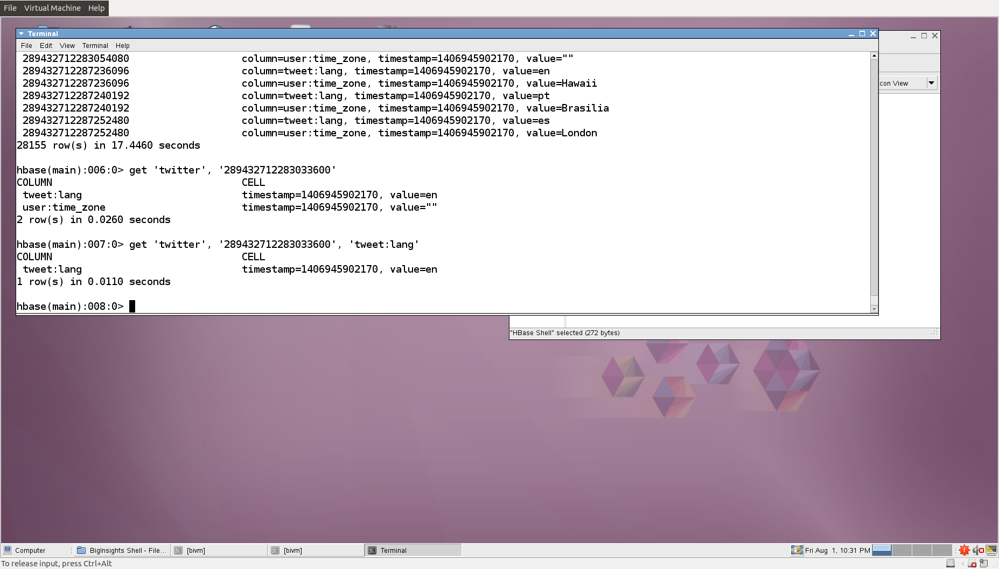 File Virtual Machine Help
Terminal
File Edit View Terminal Help
289432712283054080 column=user:time_zone, timestamp=1406945902170, value=""
289432712287236096 column=tweet:lang, timestamp=1406945902170, value=en
289432712287236096 column=user:time_zone, timestamp=1406945902170, value=Hawaii
289432712287240192 column=tweet:lang, timestamp=1406945902170, value=pt
289432712287240192 column=user:time_zone, timestamp=1406945902170, value=Brasilia
289432712287252480 column=tweet:lang, timestamp=1406945902170, value=es
289432712287252480 column=user:time_zone, timestamp=1406945902170, value=London
28155 row(s) in 17.4460 seconds
hbase(main):006:0> get 'twitter', '289432712283033600'
COLUMN CELL
tweet:lang timestamp=1406945902170, value=en
user:time_zone timestamp=1406945902170, value=""
2 row(s) in 0.0260 seconds
hbase(main):007:0> get 'twitter', '289432712283033600', 'tweet:lang'
COLUMN CELL
tweet:lang timestamp=1406945902170, value=en
1 row(s) in 0.0110 seconds
hbase(main):008:0>
con View
"HBase Shell" selected (272 bytes)
Computer BigInsights Shell - File... [bivm] [bivm] Terminal Fri Aug 1, 10:31 PM
To release input, press Ctrl+Alt